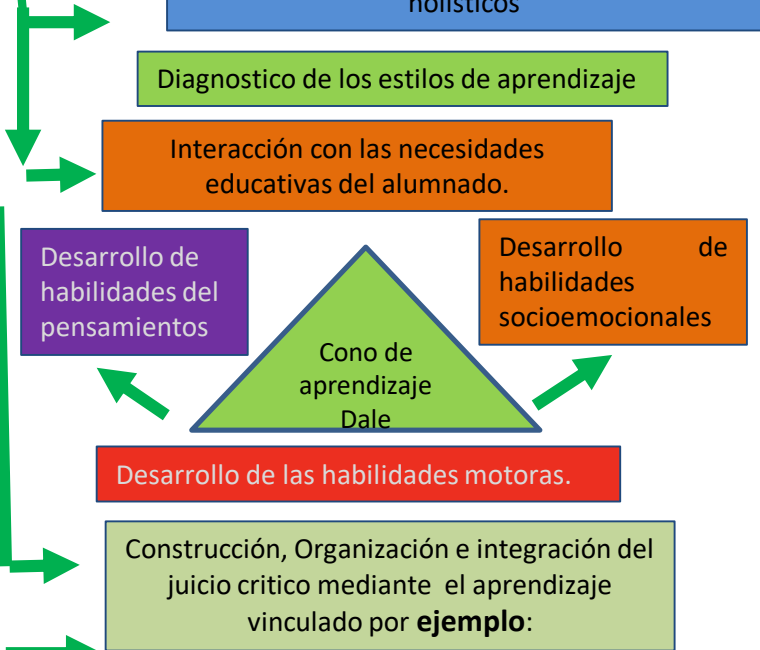 holísticos
Diagnostico de los estilos de aprendizaje
Interacción con las necesidades
educativas del alumnado.
Desarrollo de
habilidades del
pensamientos
Desarrollo de
habilidades
socioemocionales
Cono de
aprendizaje
Dale
Desarrollo de las habilidades motoras.
Construcción, Organización e integración del
juicio critico mediante el aprendizaje
vinculado por ejemplo: